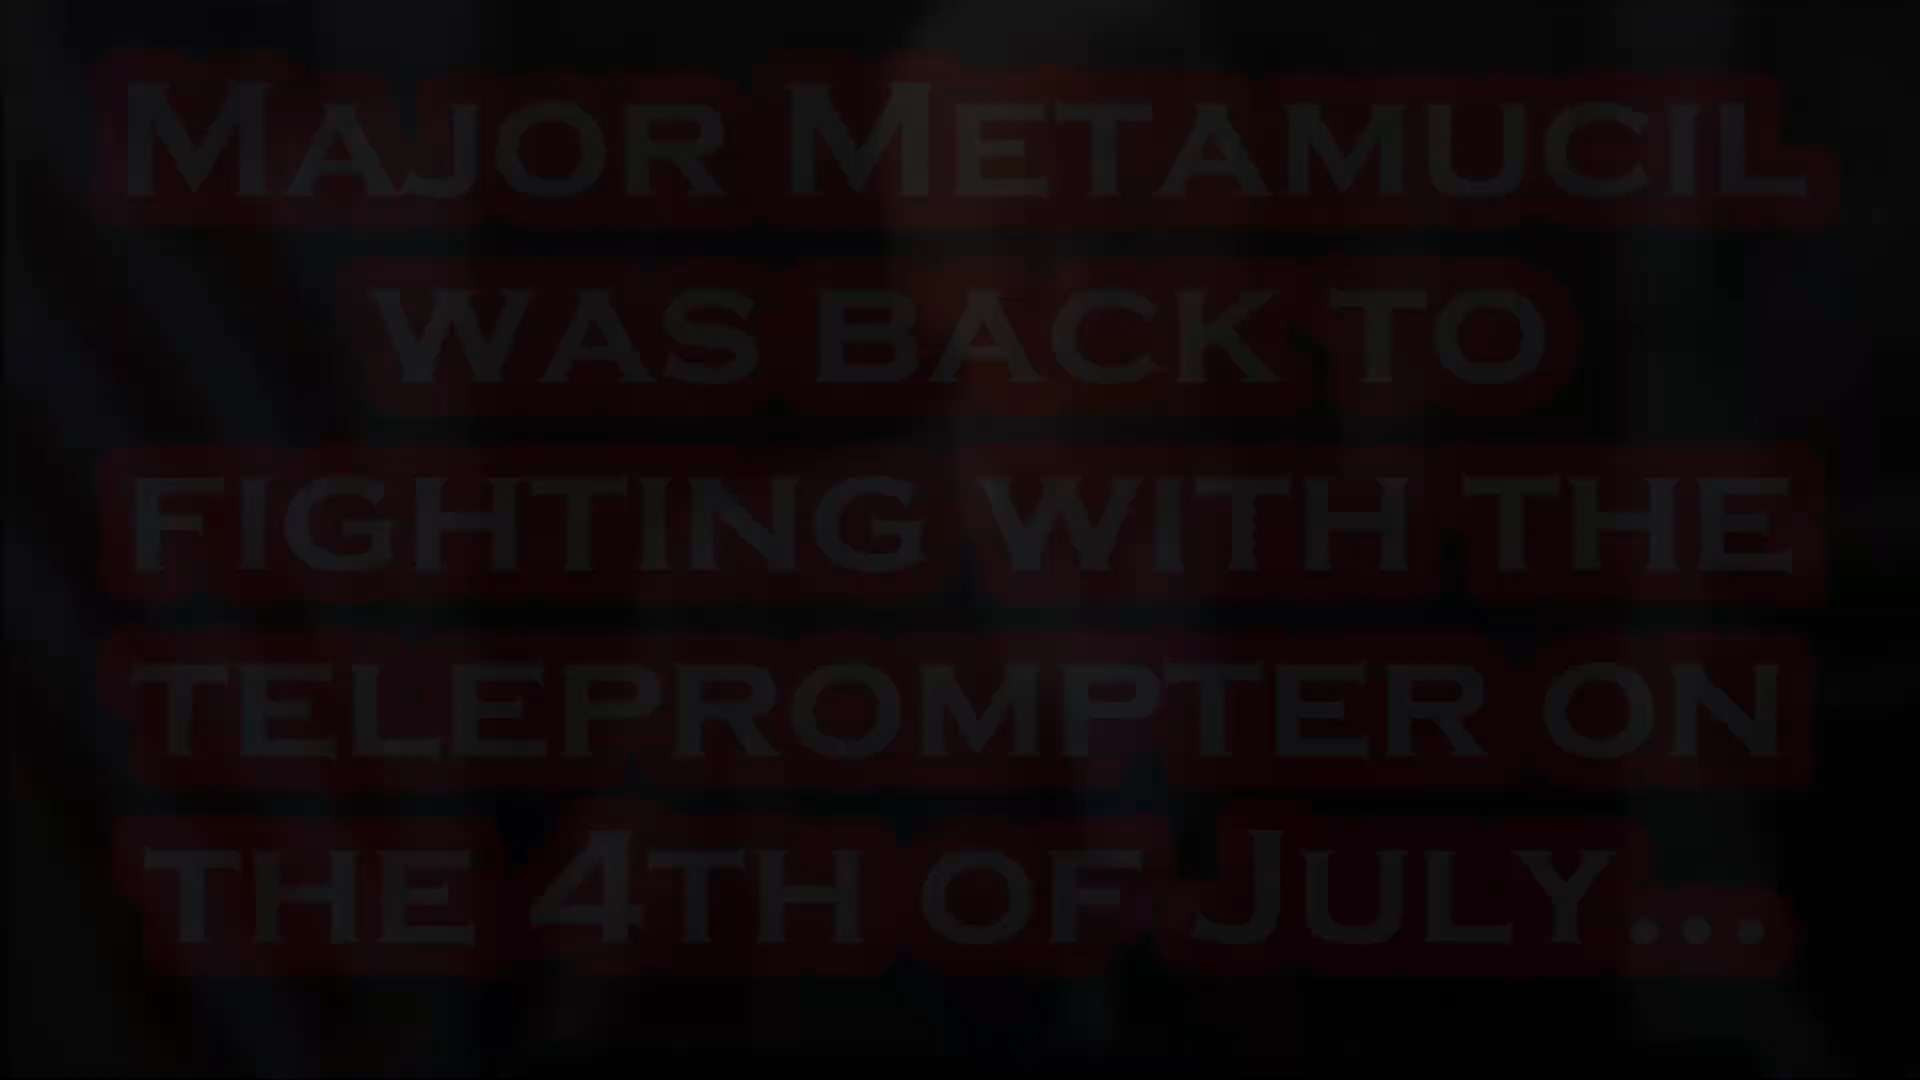 Major Metamucil
was back to
fighting with the
teleprompter on
the 4th of July...